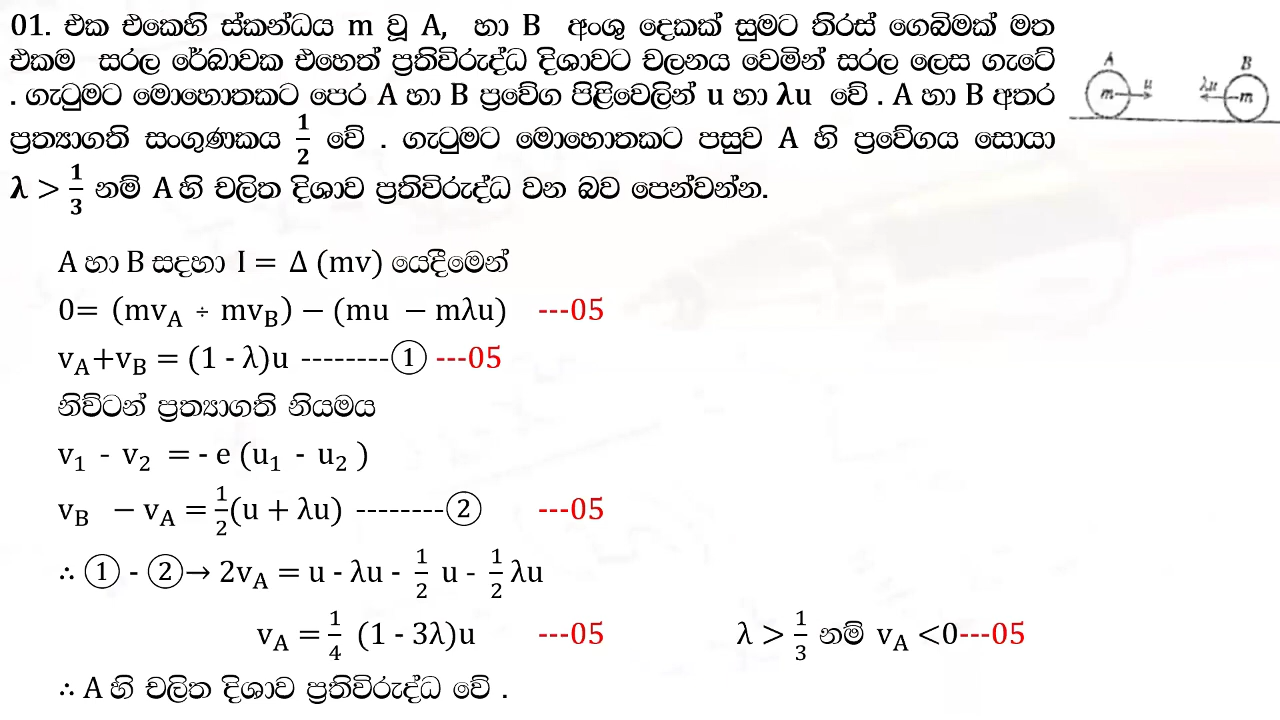 01. එක එකෙහි ස්කන්ධය m වූ A, හා B අංශු දෙකක් සුමට තිරස් ගෙබිමක් මත
එකම සරල රේඛාවක එහෙත් ප්‍රතිවිරුද්ධ දිශාවට චලනය වෙමින් සරල ලෙස ගැටේ
. ගැටුමට මොහොතකට පෙර A හා B ප්‍රවේග පිළිවෙලින් u හා λu වේ . A හා B අතර
ප්‍රත්‍යාගති සංගුණකය 1/2 වේ . ගැටුමට මොහොතකට පසුව A හි ප්‍රවේගය සොයා
λ > 1/3 නම් A හි චලිත දිශාව ප්‍රතිවිරුද්ධ වන බව පෙන්වන්න.
A B
m u λu m
A හා B සඳහා I = Δ (mv) යෙදීමෙන්
0= (mv_A ÷ mv_B) − (mu − mλu) ---05
v_A+v_B = (1 - λ)u --------① ---05
නිව්ටන් ප්‍රත්‍යාගති නියමය
v₁ - v₂ = - e (u₁ - u₂ )
v_B − v_A = 1/2(u + λu) --------② ---05
∴ ① - ②→ 2v_A = u - λu - 1/2 u - 1/2 λu
v_A = 1/4 (1 - 3λ)u ---05 λ > 1/3 නම් v_A <0---05
∴ A හි චලිත දිශාව ප්‍රතිවිරුද්ධ වේ .